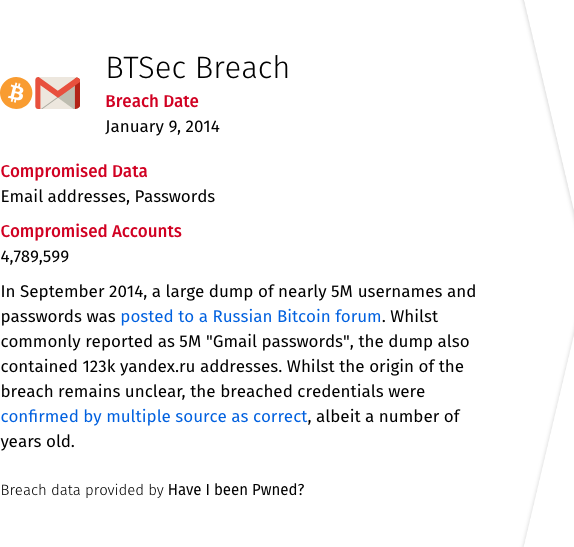 BTSec Breach
Breach Date
January 9, 2014
Compromised Data
Email addresses, Passwords
Compromised Accounts
4,789,599
In September 2014, a large dump of nearly 5M usernames and
passwords was posted to a Russian Bitcoin forum. Whilst
commonly reported as 5M "Gmail passwords", the dump also
contained 123k yandex.ru addresses. Whilst the origin of the
breach remains unclear, the breached credentials were
confirmed by multiple source as correct, albeit a number of
years old.
Breach data provided by Have I been Pwned?